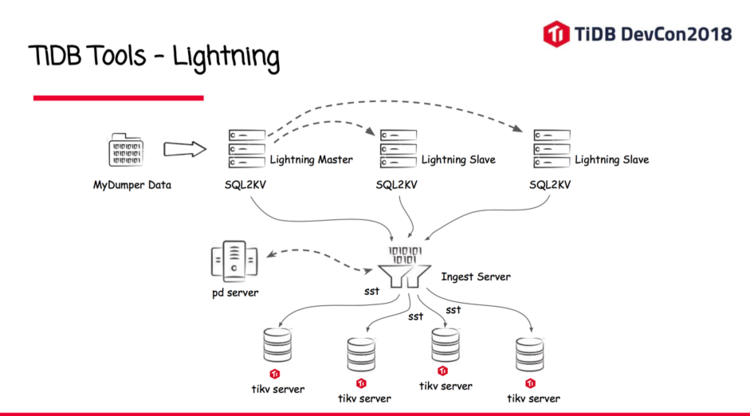 TiDB DevCon2018
TiDB Tools - Lightning
MyDumper Data
Lightning Master
SQL2KV
Lightning Slave
SQL2KV
Lightning Slave
SQL2KV
pd server
Ingest Server
sst
sst
sst
tikv server
tikv server
tikv server
tikv server